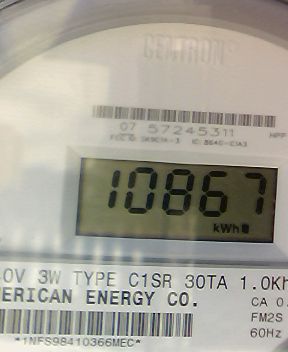 CENTRON®
07 57245311
10867
kWh
3W TYPE C1SR 30TA 1.0Kh
ERICAN ENERGY CO.
CA 0.
FM2S
60Hz
*1NFS98410366MEC*